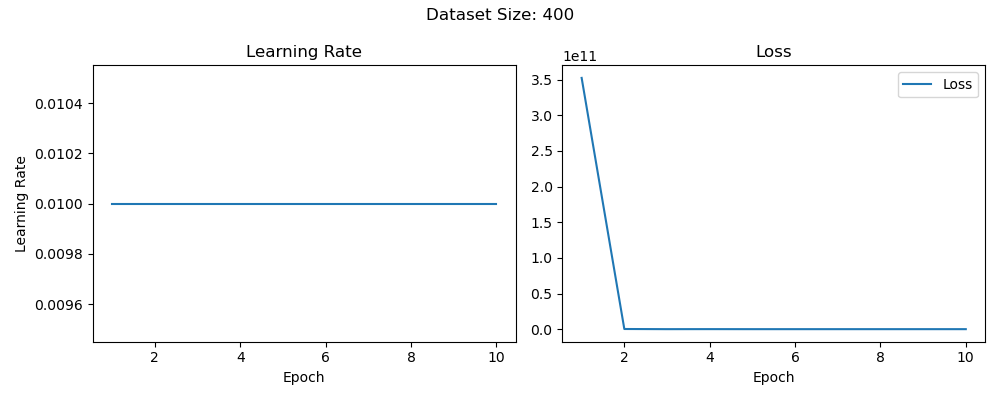 Dataset Size: 400
Learning Rate
Learning Rate
0.0104
0.0102
0.0100
0.0098
0.0096
2 4 6 8 10
Epoch
Loss
1e11
Loss
3.5
3.0
2.5
2.0
1.5
1.0
0.5
0.0
2 4 6 8 10
Epoch